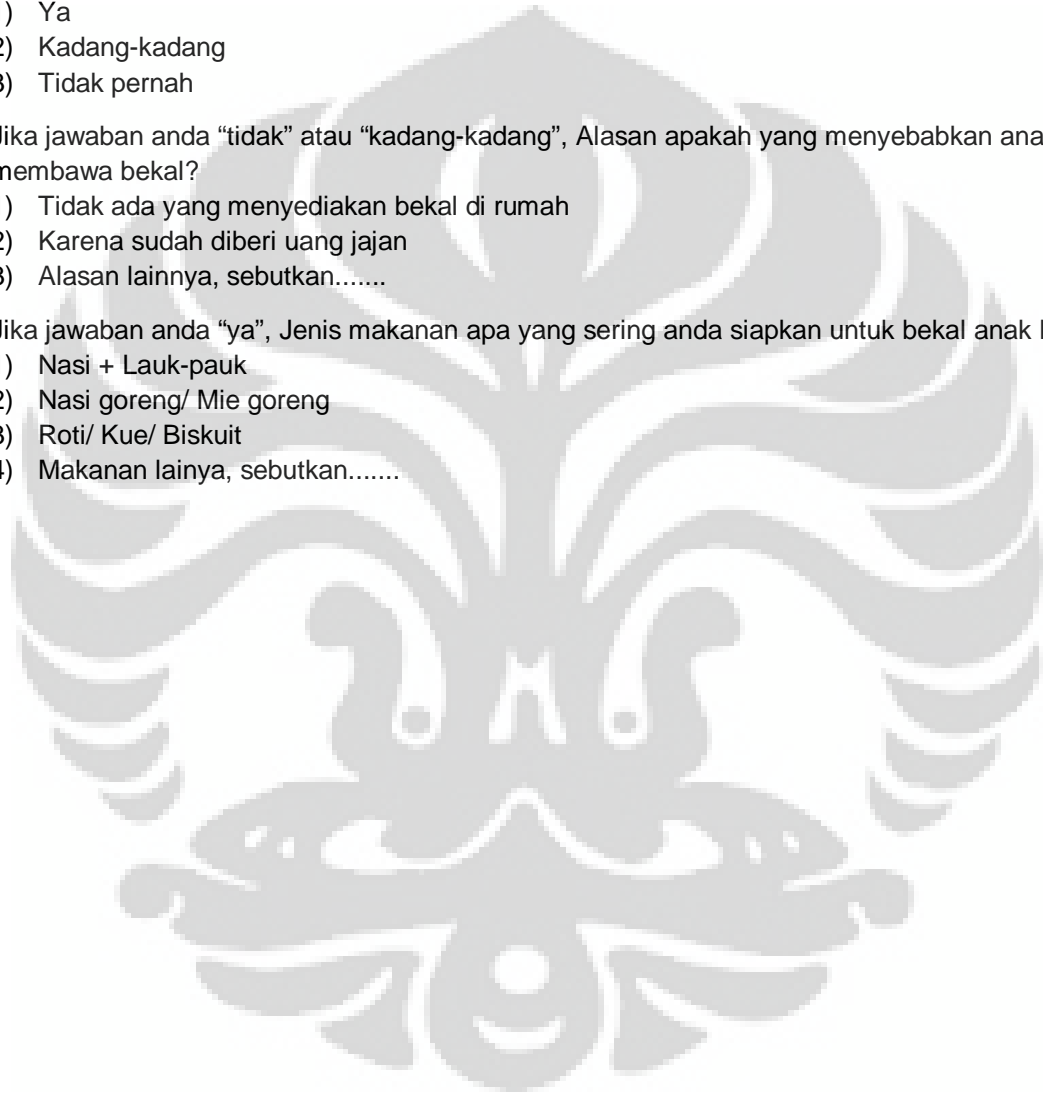 ) Ya
2) Kadang-kadang
3) Tidak pernah
Jika jawaban anda “tidak” atau “kadang-kadang”, Alasan apakah yang menyebabkan ana
membawa bekal?
) Tidak ada yang menyediakan bekal di rumah
2) Karena sudah diberi uang jajan
3) Alasan lainnya, sebutkan.......
Jika jawaban anda “ya”, Jenis makanan apa yang sering anda siapkan untuk bekal anak
) Nasi + Lauk-pauk
2) Nasi goreng/ Mie goreng
3) Roti/ Kue/ Biskuit
4) Makanan lainya, sebutkan.......